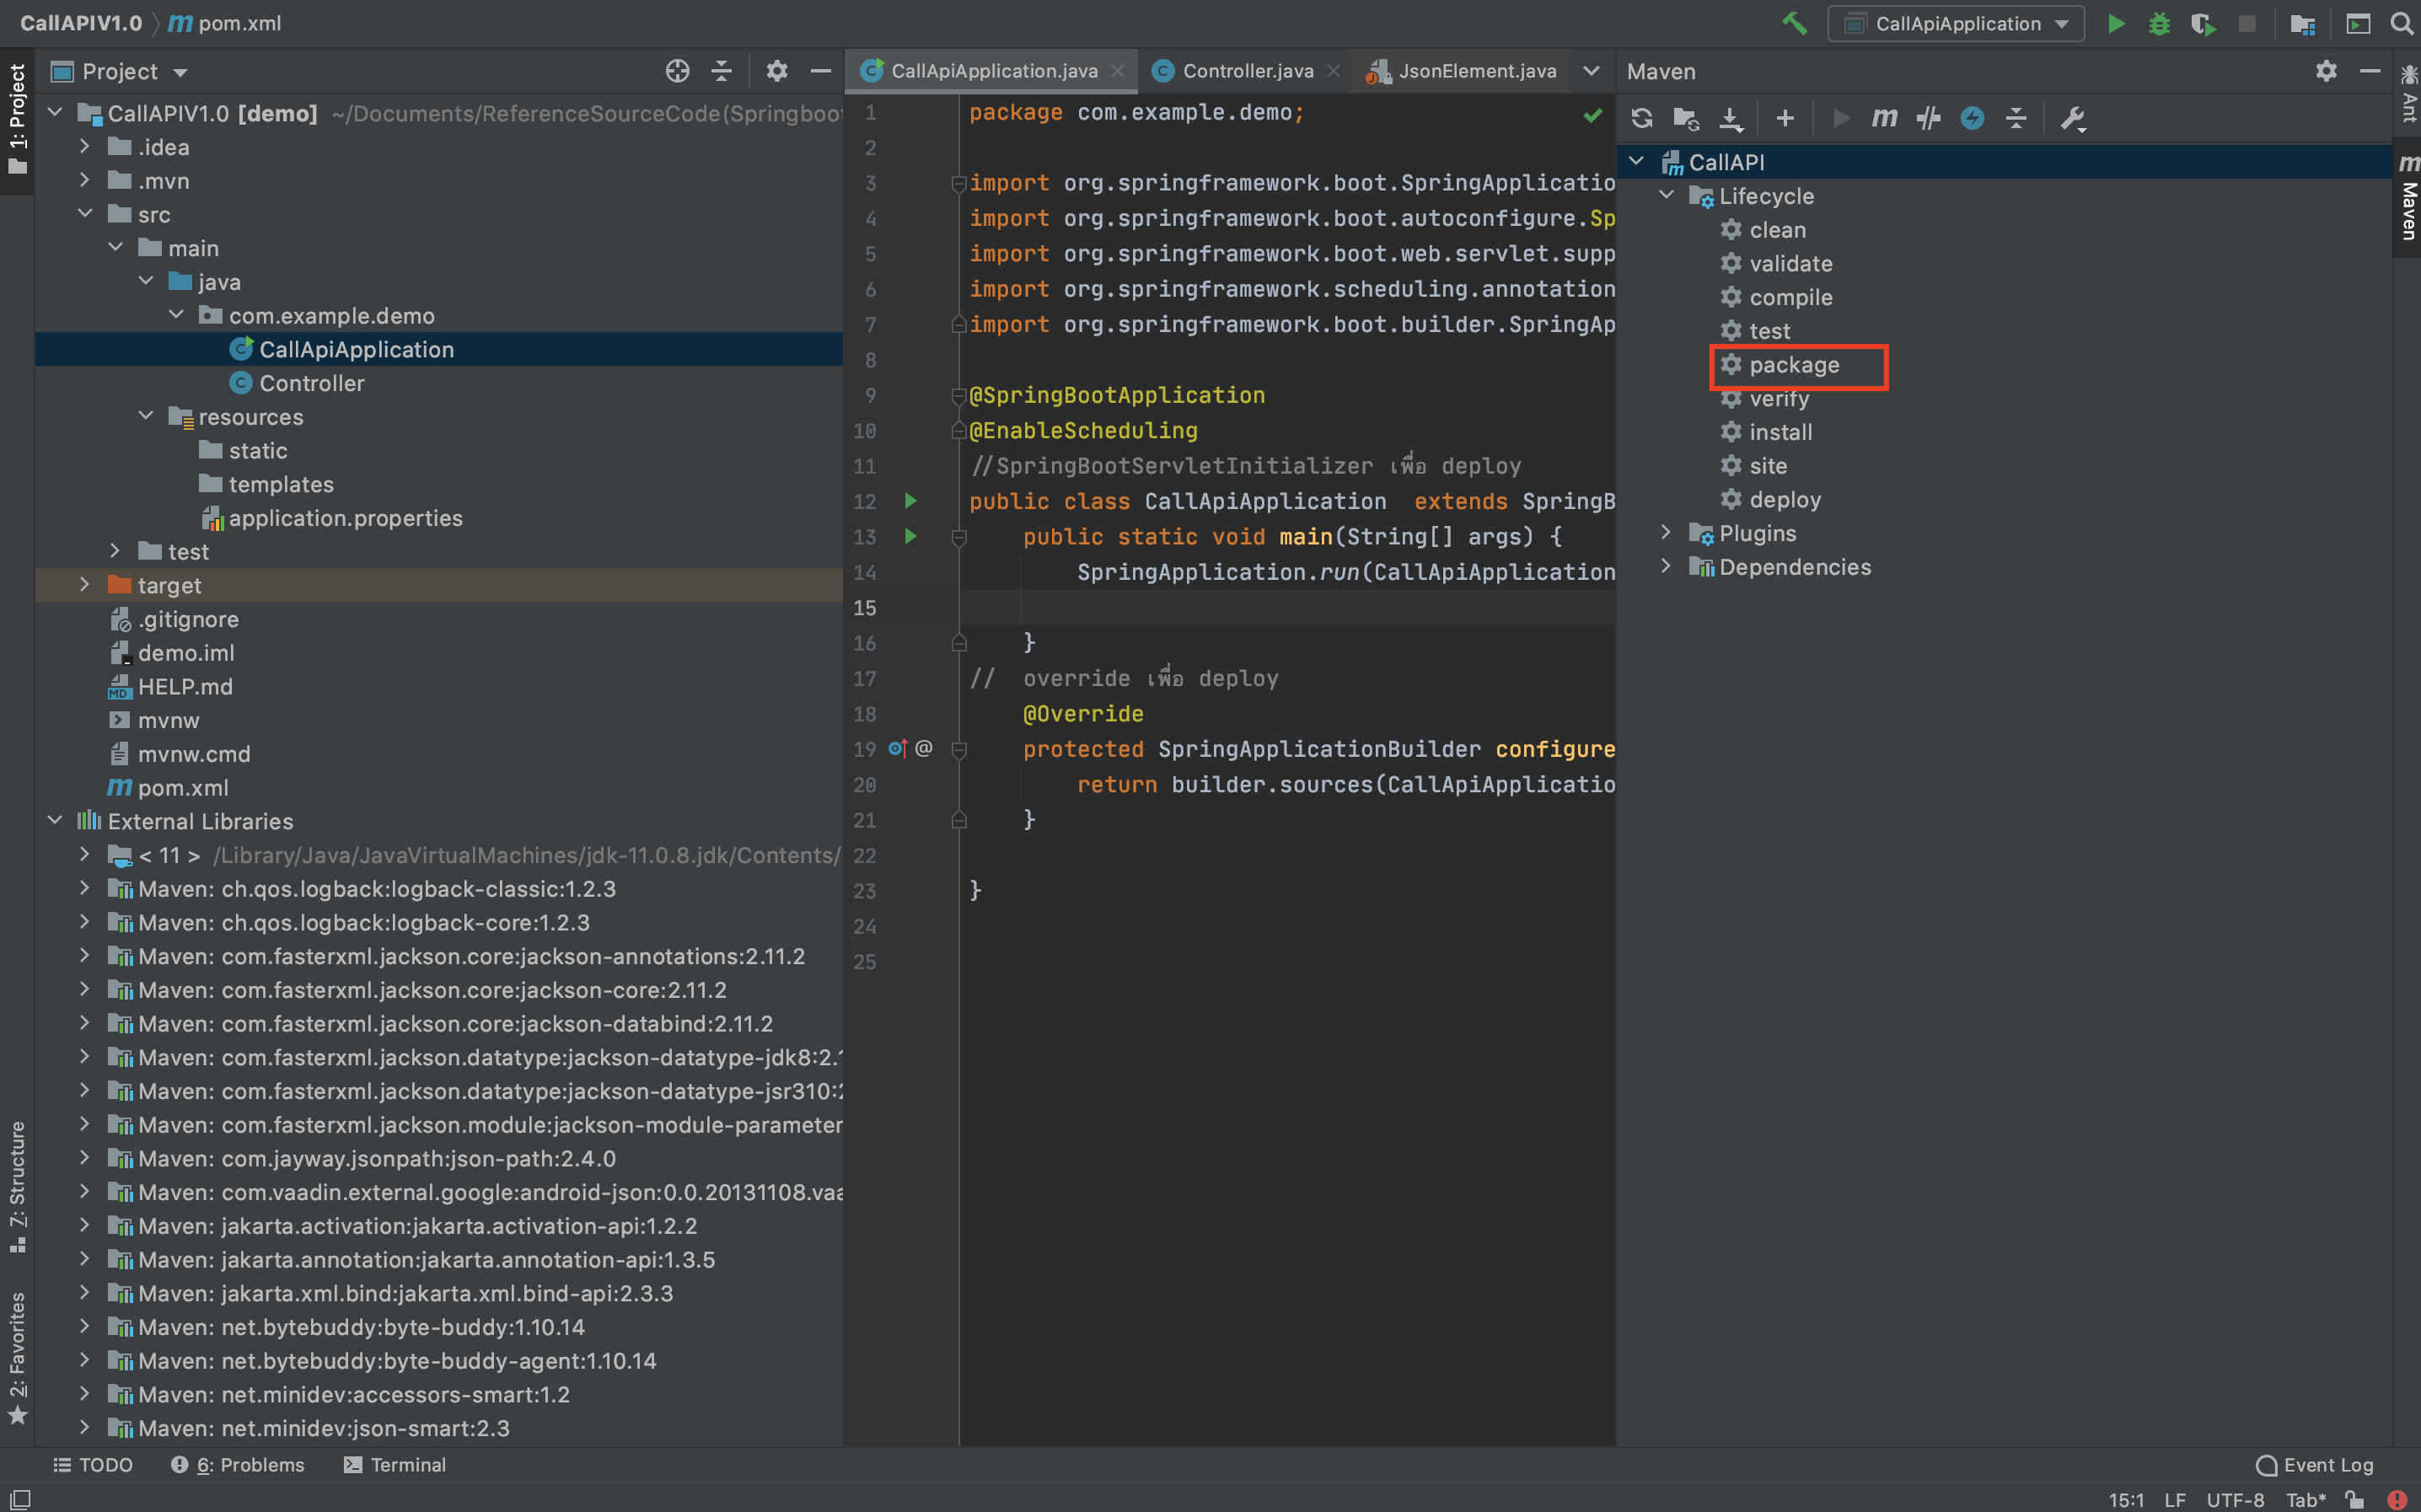 CallAPIV1.0 pom.xml
CallApiApplication
1: Project
7: Structure
2: Favorites
Project
CallAPIV1.0 [demo] ~/Documents/ReferenceSourceCode(Springboot
.idea
.mvn
src
main
java
com.example.demo
CallApiApplication
Controller
resources
static
templates
application.properties
test
target
.gitignore
demo.iml
HELP.md
mvnw
mvnw.cmd
pom.xml
External Libraries
< 11 > /Library/Java/JavaVirtualMachines/jdk-11.0.8.jdk/Contents/
Maven: ch.qos.logback:logback-classic:1.2.3
Maven: ch.qos.logback:logback-core:1.2.3
Maven: com.fasterxml.jackson.core:jackson-annotations:2.11.2
Maven: com.fasterxml.jackson.core:jackson-core:2.11.2
Maven: com.fasterxml.jackson.core:jackson-databind:2.11.2
Maven: com.fasterxml.jackson.datatype:jackson-datatype-jdk8:2.1
Maven: com.fasterxml.jackson.datatype:jackson-datatype-jsr310:2
Maven: com.fasterxml.jackson.module:jackson-module-parameter
Maven: com.jayway.jsonpath:json-path:2.4.0
Maven: com.vaadin.external.google:android-json:0.0.20131108.vaa
Maven: jakarta.activation:jakarta.activation-api:1.2.2
Maven: jakarta.annotation:jakarta.annotation-api:1.3.5
Maven: jakarta.xml.bind:jakarta.xml.bind-api:2.3.3
Maven: net.bytebuddy:byte-buddy:1.10.14
Maven: net.bytebuddy:byte-buddy-agent:1.10.14
Maven: net.minidev:accessors-smart:1.2
Maven: net.minidev:json-smart:2.3
CallApiApplication.java Controller.java JsonElement.java
1 package com.example.demo;
2
3 import org.springframework.boot.SpringApplicatio
4 import org.springframework.boot.autoconfigure.Sp
5 import org.springframework.boot.web.servlet.supp
6 import org.springframework.scheduling.annotation
7 import org.springframework.boot.builder.SpringAp
8
9 @SpringBootApplication
10 @EnableScheduling
11 //SpringBootServletInitializer เพื่อ deploy
12 public class CallApiApplication extends SpringB
13 public static void main(String[] args) {
14 SpringApplication.run(CallApiApplication
15
16 }
17 // override เพื่อ deploy
18 @Override
19 @ protected SpringApplicationBuilder configure
20 return builder.sources(CallApiApplicatio
21 }
22
23 }
24
25
Maven
CallAPI
Lifecycle
clean
validate
compile
test
package
verify
install
site
deploy
Plugins
Dependencies
Ant
Maven
TODO 6: Problems Terminal Event Log
15:1 LF UTF-8 Tab*